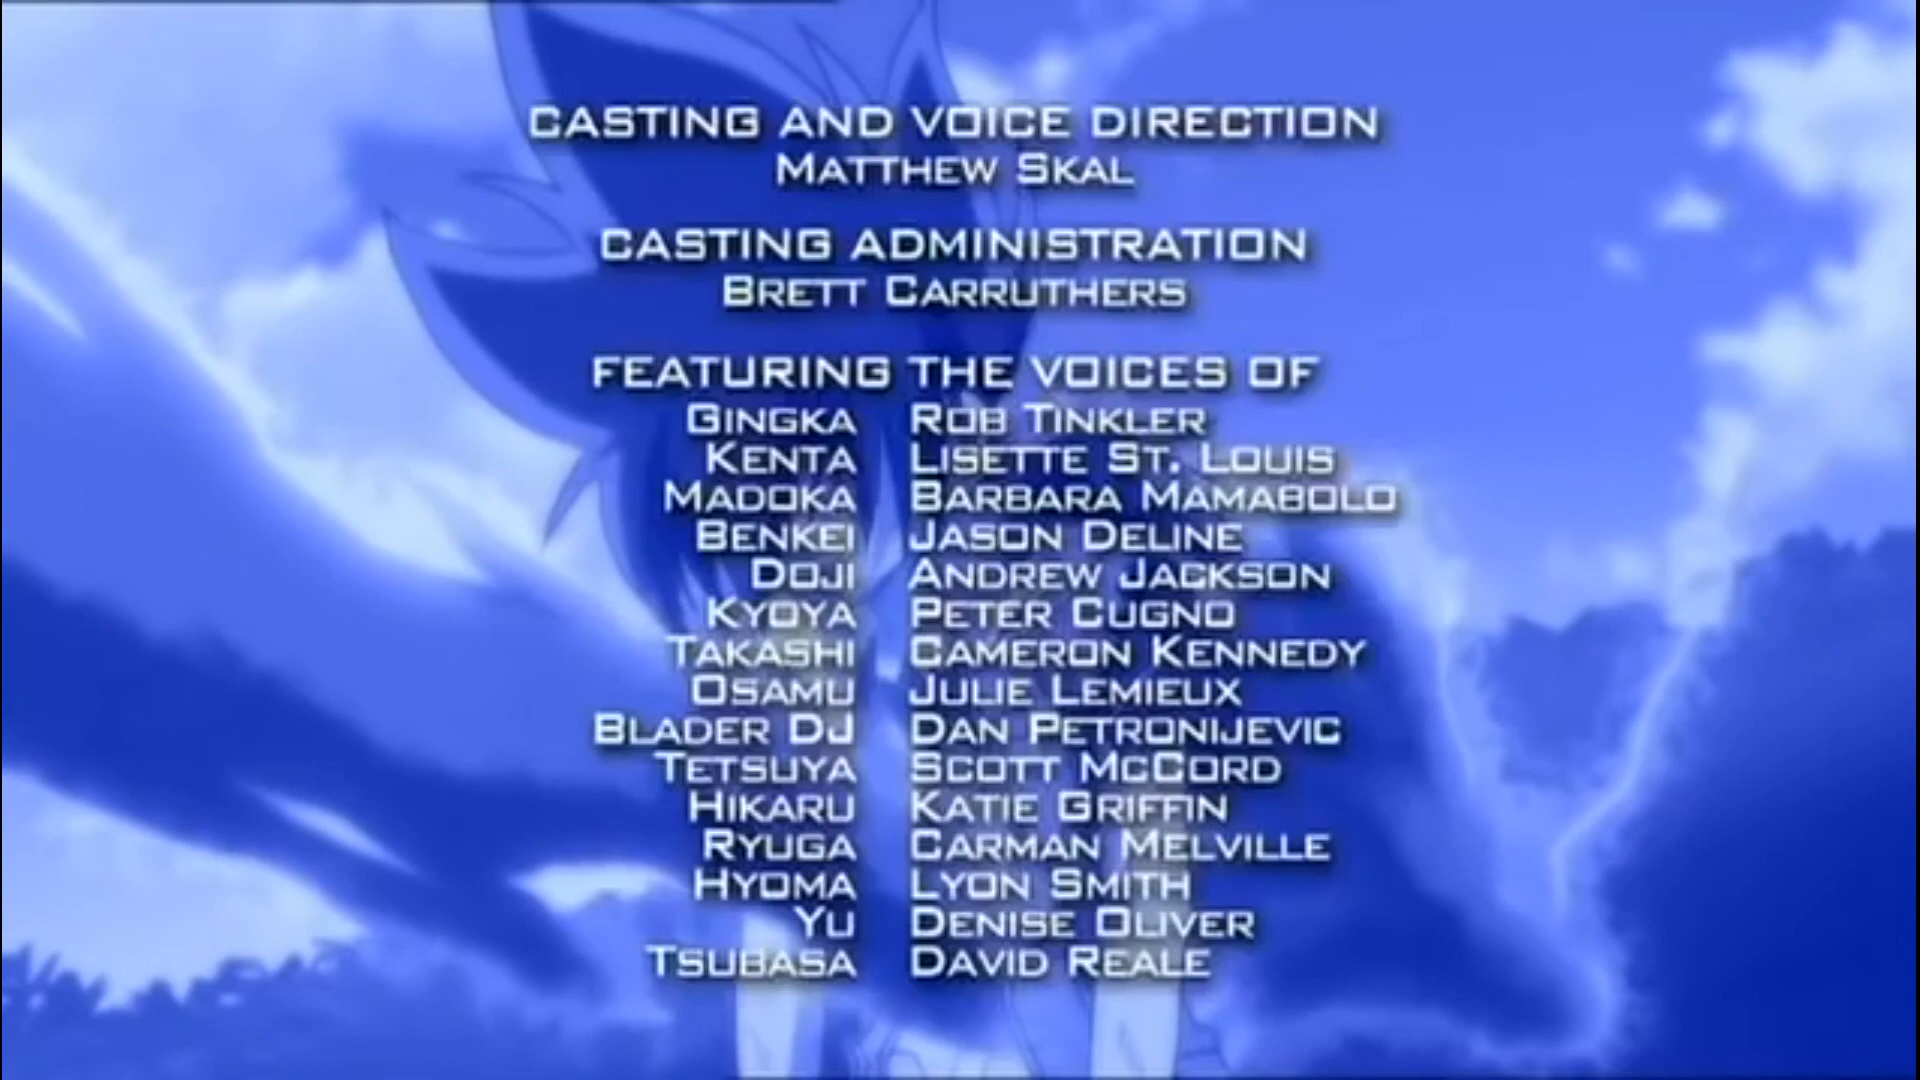 CASTING AND VOICE DIRECTION
MATTHEW SKAL
CASTING ADMINISTRATION
BRETT CARRUTHERS
FEATURING THE VOICES OF
GINGKA ROB TINKLER
KENTA LISETTE ST. LOUIS
MADOKA BARBARA MAMABOLO
BENKEI JASON DELINE
DOJI ANDREW JACKSON
KYOYA PETER CUGNO
TAKASHI CAMERON KENNEDY
OSAMU JULIE LEMIEUX
BLADER DJ DAN PETRONIJEVIC
TETSUYA SCOTT MCCORD
HIKARU KATIE GRIFFIN
RYUGA CARMAN MELVILLE
HYOMA LYON SMITH
YU DENISE OLIVER
TSUBASA DAVID REALE